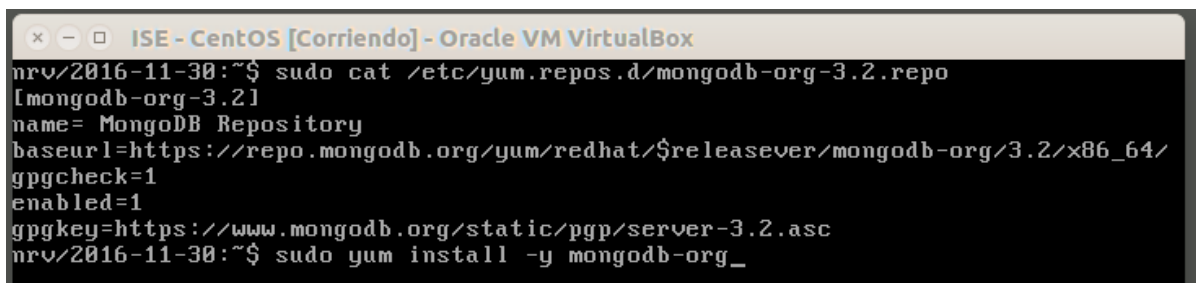 ISE - CentOS [Corriendo] - Oracle VM VirtualBox
nrv/2016-11-30:~$ sudo cat /etc/yum.repos.d/mongodb-org-3.2.repo
[mongodb-org-3.2]
name= MongoDB Repository
baseurl=https://repo.mongodb.org/yum/redhat/$releasever/mongodb-org/3.2/x86_64/
gpgcheck=1
enabled=1
gpgkey=https://www.mongodb.org/static/pgp/server-3.2.asc
nrv/2016-11-30:~$ sudo yum install -y mongodb-org_